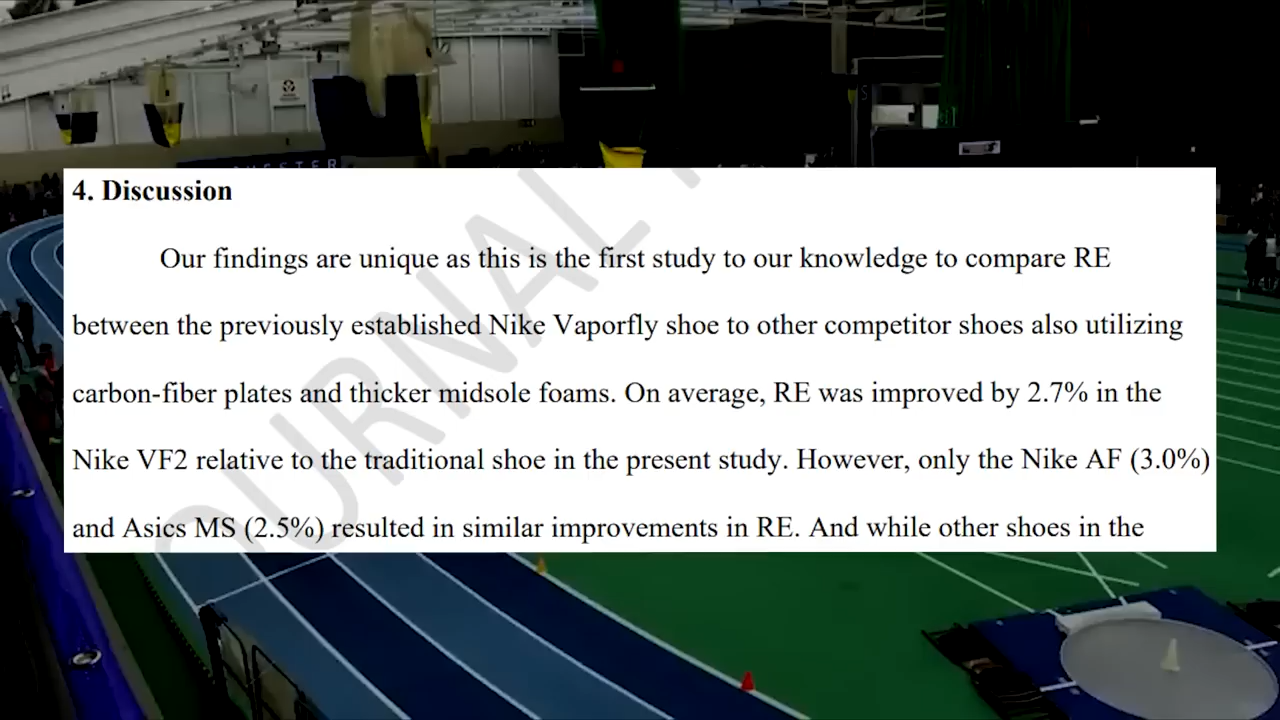 4. Discussion
Our findings are unique as this is the first study to our knowledge to compare RE
between the previously established Nike Vaporfly shoe to other competitor shoes also utilizing
carbon-fiber plates and thicker midsole foams. On average, RE was improved by 2.7% in the
Nike VF2 relative to the traditional shoe in the present study. However, only the Nike AF (3.0%)
and Asics MS (2.5%) resulted in similar improvements in RE. And while other shoes in the